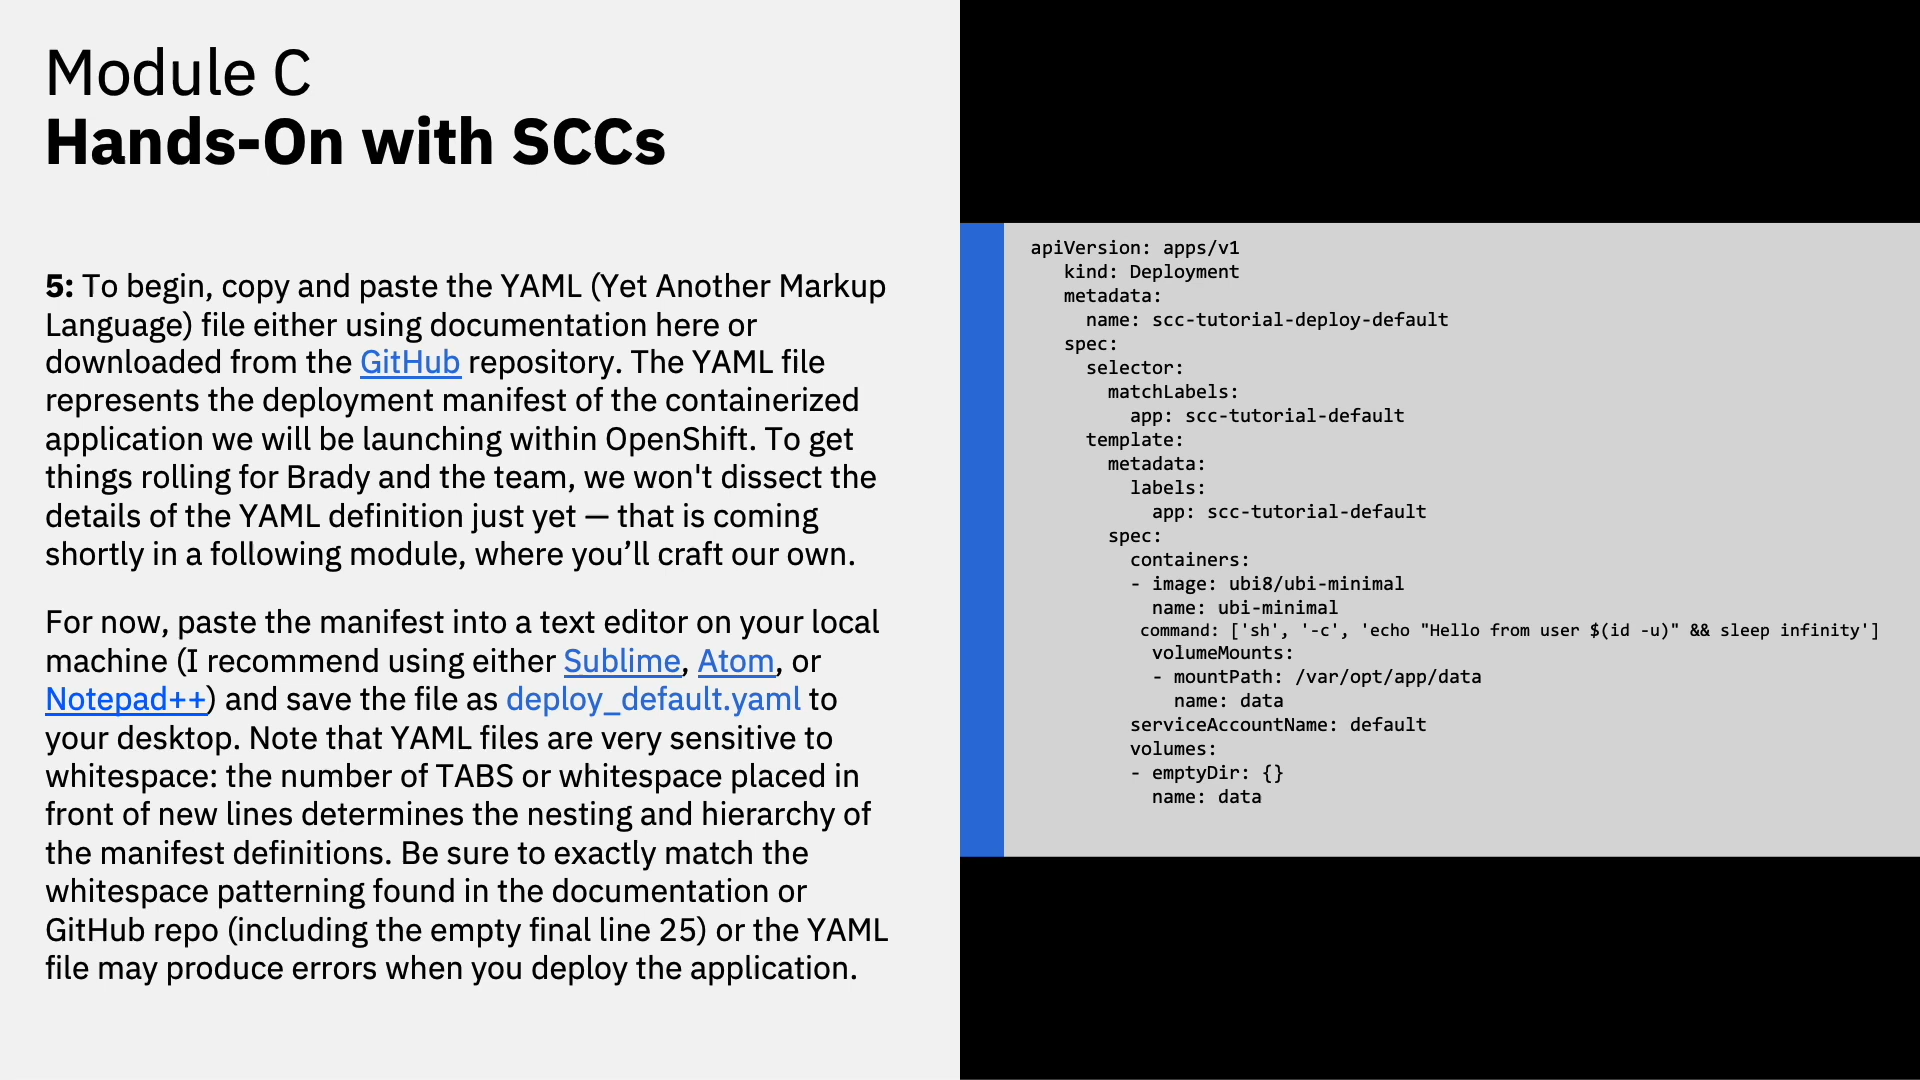 Module C
Hands-On with SCCs
5: To begin, copy and paste the YAML (Yet Another Markup
Language) file either using documentation here or
downloaded from the GitHub repository. The YAML file
represents the deployment manifest of the containerized
application we will be launching within OpenShift. To get
things rolling for Brady and the team, we won't dissect the
details of the YAML definition just yet — that is coming
shortly in a following module, where you’ll craft our own.
For now, paste the manifest into a text editor on your local
machine (I recommend using either Sublime, Atom, or
Notepad++) and save the file as deploy_default.yaml to
your desktop. Note that YAML files are very sensitive to
whitespace: the number of TABS or whitespace placed in
front of new lines determines the nesting and hierarchy of
the manifest definitions. Be sure to exactly match the
whitespace patterning found in the documentation or
GitHub repo (including the empty final line 25) or the YAML
file may produce errors when you deploy the application.
apiVersion: apps/v1
   kind: Deployment
   metadata:
     name: scc-tutorial-deploy-default
   spec:
     selector:
       matchLabels:
         app: scc-tutorial-default
     template:
       metadata:
         labels:
           app: scc-tutorial-default
       spec:
         containers:
         - image: ubi8/ubi-minimal
           name: ubi-minimal
          command: ['sh', '-c', 'echo "Hello from user $(id -u)" && sleep infinity']
           volumeMounts:
           - mountPath: /var/opt/app/data
             name: data
         serviceAccountName: default
         volumes:
         - emptyDir: {}
           name: data